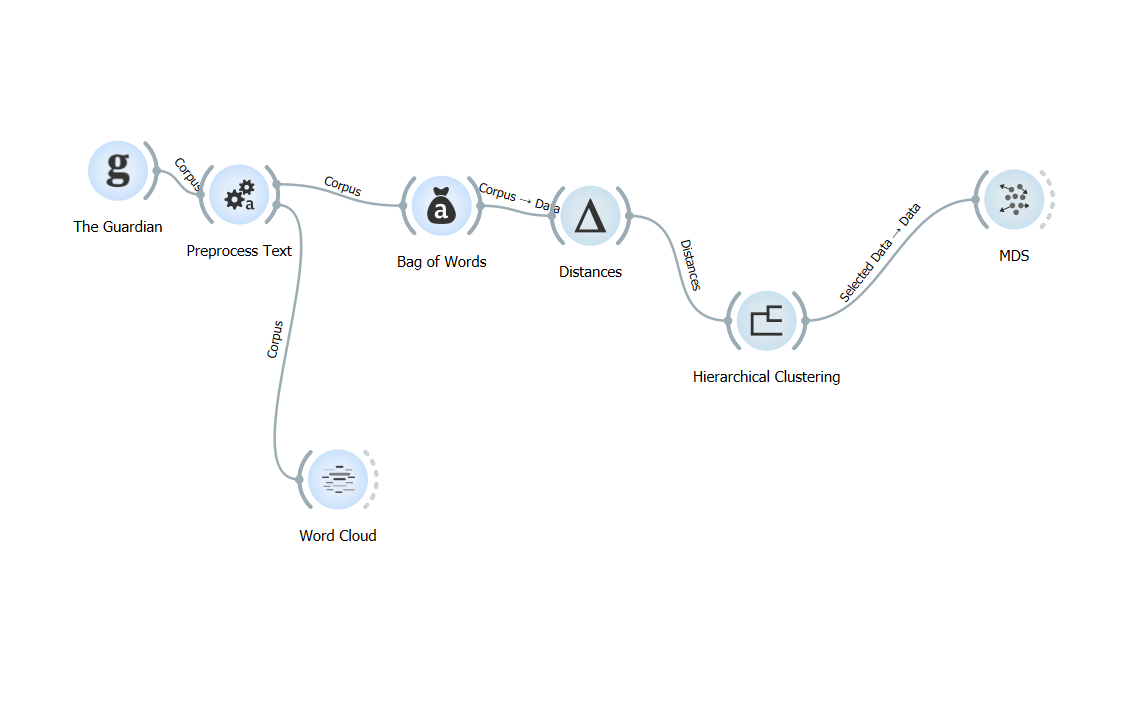 g
The Guardian
Corpus
a
Preprocess Text
Corpus
a
Bag of Words
Corpus → Data
Distances
Distances
Hierarchical Clustering
Selected Data → Data
MDS
Corpus
Word Cloud